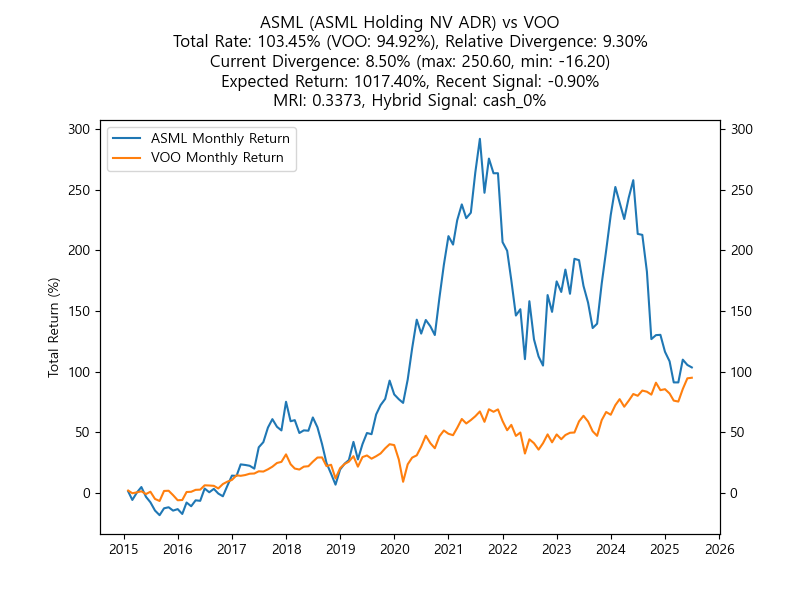 ASML (ASML Holding NV ADR) vs VOO
Total Rate: 103.45% (VOO: 94.92%), Relative Divergence: 9.30%
Current Divergence: 8.50% (max: 250.60, min: -16.20)
Expected Return: 1017.40%, Recent Signal: -0.90%
MRI: 0.3373, Hybrid Signal: cash_0%
ASML Monthly Return
VOO Monthly Return
Total Return (%)
300
250
200
150
100
50
0
300
250
200
150
100
50
0
2015 2016 2017 2018 2019 2020 2021 2022 2023 2024 2025 2026